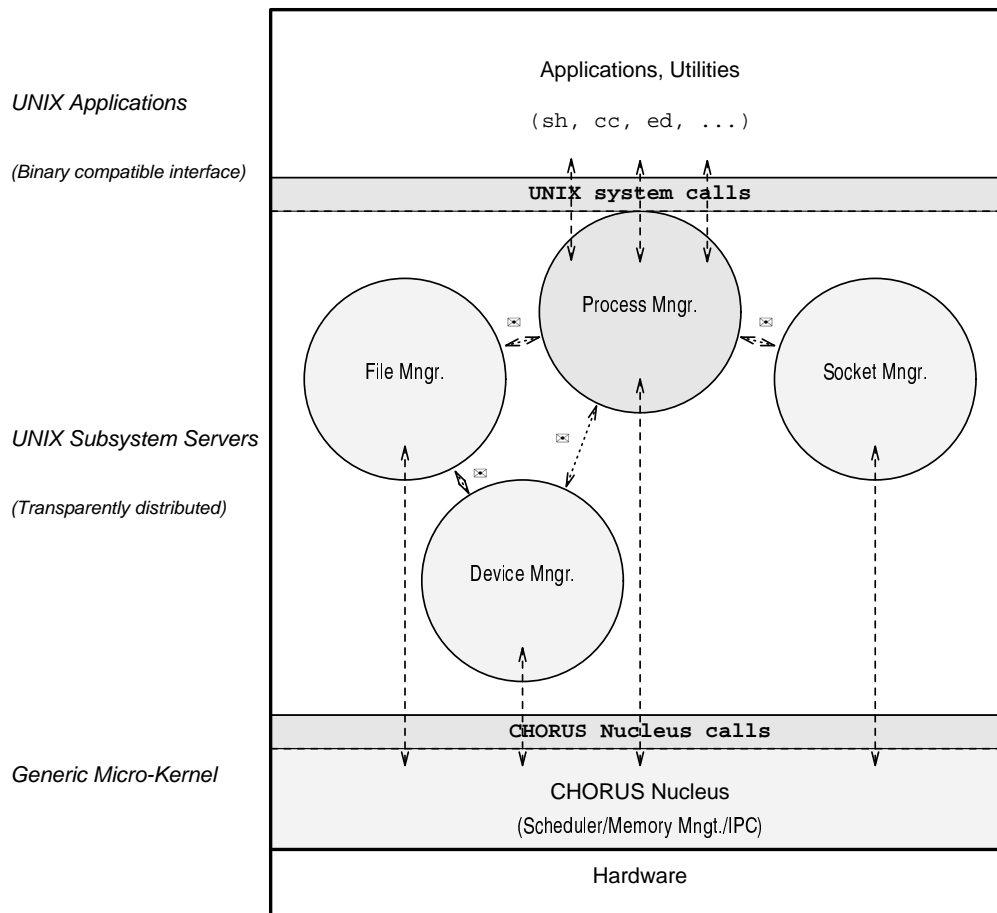 Applications, Utilities
UNIX Applications
(sh, cc, ed, ...)
(Binary compatible interface)
UNIX system calls
Process Mngr.
File Mngr.
Socket Mngr.
UNIX Subsystem Servers
(Transparently distributed)
Device Mngr.
CHORUS Nucleus calls
Generic Micro-Kernel
CHORUS Nucleus
(Scheduler/Memory Mngt./IPC)
Hardware